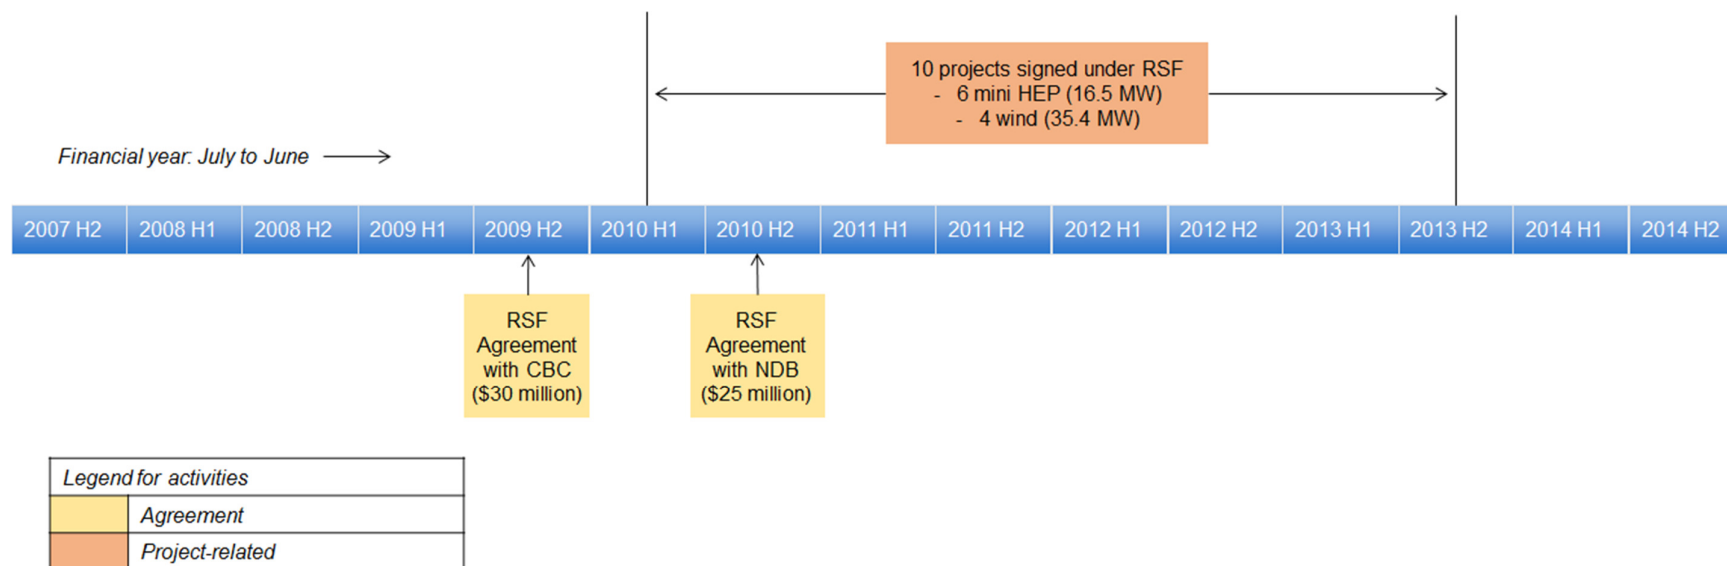 10 projects signed under RSF
- 6 mini HEP (16.5 MW)
- 4 wind (35.4 MW)
Financial year: July to June
2007 H2 2008 H1 2008 H2 2009 H1 2009 H2 2010 H1 2010 H2 2011 H1 2011 H2 2012 H1 2012 H2 2013 H1 2013 H2 2014 H1 2014 H2
RSF
Agreement
with CBC
($30 million)
RSF
Agreement
with NDB
($25 million)
Legend for activities
Agreement
Project-related